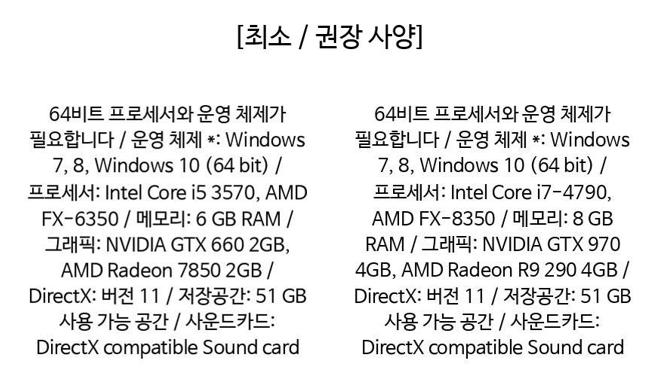 [최소 / 권장 사양]
64비트 프로세서와 운영 체제가
필요합니다 / 운영 체제 *: Windows
7, 8, Windows 10 (64 bit) /
프로세서: Intel Core i5 3570, AMD
FX-6350 / 메모리: 6 GB RAM /
그래픽: NVIDIA GTX 660 2GB,
AMD Radeon 7850 2GB /
DirectX: 버전 11 / 저장공간: 51 GB
사용 가능 공간 / 사운드카드:
DirectX compatible Sound card
64비트 프로세서와 운영 체제가
필요합니다 / 운영 체제 *: Windows
7, 8, Windows 10 (64 bit) /
프로세서: Intel Core i7-4790,
AMD FX-8350 / 메모리: 8 GB
RAM / 그래픽: NVIDIA GTX 970
4GB, AMD Radeon R9 290 4GB /
DirectX: 버전 11 / 저장공간: 51 GB
사용 가능 공간 / 사운드카드:
DirectX compatible Sound card